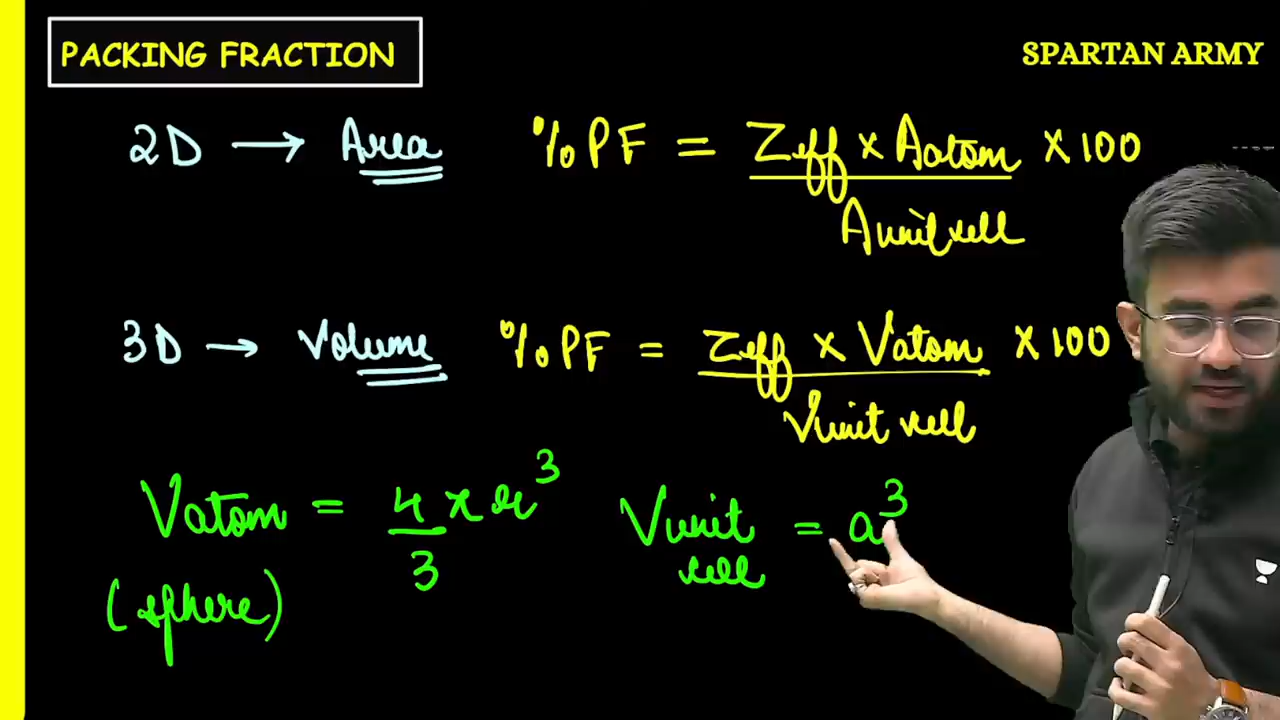 PACKING FRACTION
SPARTAN ARMY
2D → Area %PF = Zeff × Aatom × 100
Aunit cell
3D → Volume %PF = Zeff × Vatom × 100
Vunit cell
Vatom = 4 π r³ Vunit = a³
3 cell
(sphere)